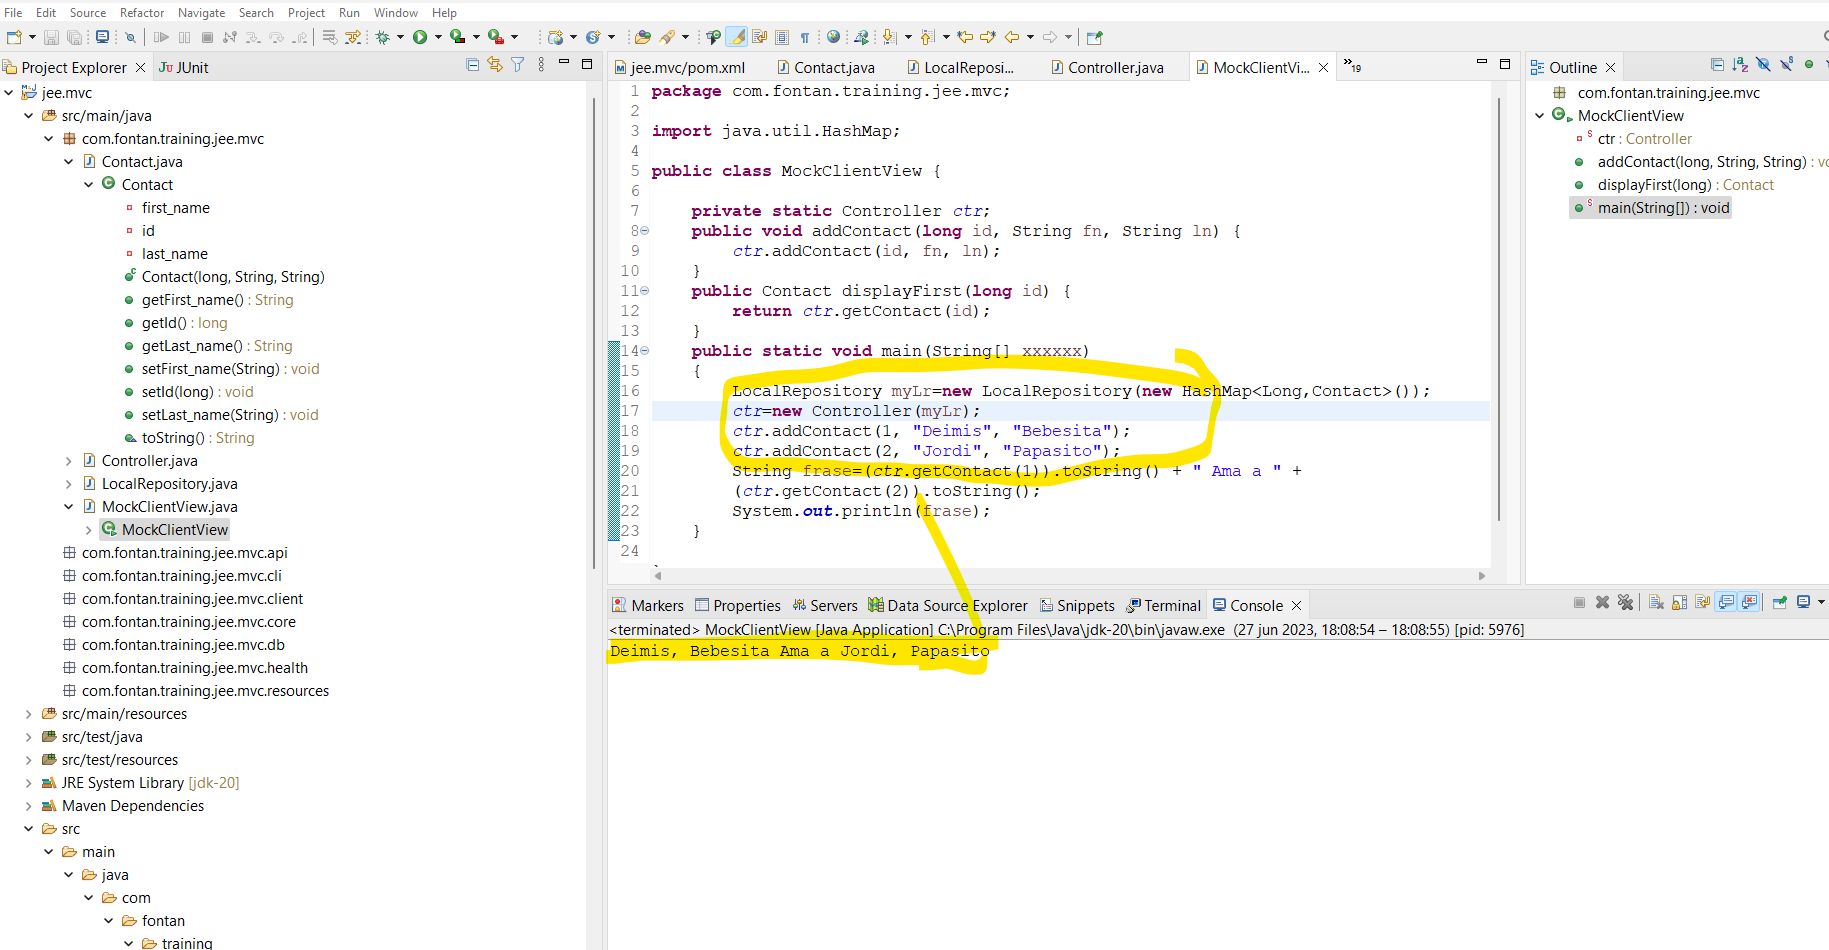 File Edit Source Refactor Navigate Search Project Run Window Help
Project Explorer
JUnit
jee.mvc
src/main/java
com.fontan.training.jee.mvc
Contact.java
Contact
first_name
id
last_name
Contact(long, String, String)
getFirst_name() : String
getId() : long
getLast_name() : String
setFirst_name(String) : void
setId(long) : void
setLast_name(String) : void
toString() : String
Controller.java
LocalRepository.java
MockClientView.java
MockClientView
com.fontan.training.jee.mvc.api
com.fontan.training.jee.mvc.cli
com.fontan.training.jee.mvc.client
com.fontan.training.jee.mvc.core
com.fontan.training.jee.mvc.db
com.fontan.training.jee.mvc.health
com.fontan.training.jee.mvc.resources
src/main/resources
src/test/java
src/test/resources
JRE System Library [jdk-20]
Maven Dependencies
src
main
java
com
fontan
training
jee.mvc/pom.xml Contact.java LocalReposi... Controller.java MockClientVi... »19
1 package com.fontan.training.jee.mvc;
2
3 import java.util.HashMap;
4
5 public class MockClientView {
6
7 private static Controller ctr;
8 public void addContact(long id, String fn, String ln) {
9 ctr.addContact(id, fn, ln);
10 }
11 public Contact displayFirst(long id) {
12 return ctr.getContact(id);
13 }
14 public static void main(String[] xxxxxx)
15 {
16 LocalRepository myLr=new LocalRepository(new HashMap<Long,Contact>());
17 ctr=new Controller(myLr);
18 ctr.addContact(1, "Deimis", "Bebesita");
19 ctr.addContact(2, "Jordi", "Papasito");
20 String frase=(ctr.getContact(1)).toString() + " Ama a " +
21 (ctr.getContact(2)).toString();
22 System.out.println(frase);
23 }
24
Markers Properties Servers Data Source Explorer Snippets Terminal Console
<terminated> MockClientView [Java Application] C:\Program Files\Java\jdk-20\bin\javaw.exe (27 jun 2023, 18:08:54 – 18:08:55) [pid: 5976]
Deimis, Bebesita Ama a Jordi, Papasito
Outline
com.fontan.training.jee.mvc
MockClientView
ctr : Controller
addContact(long, String, String) :
displayFirst(long) : Contact
main(String[]) : void